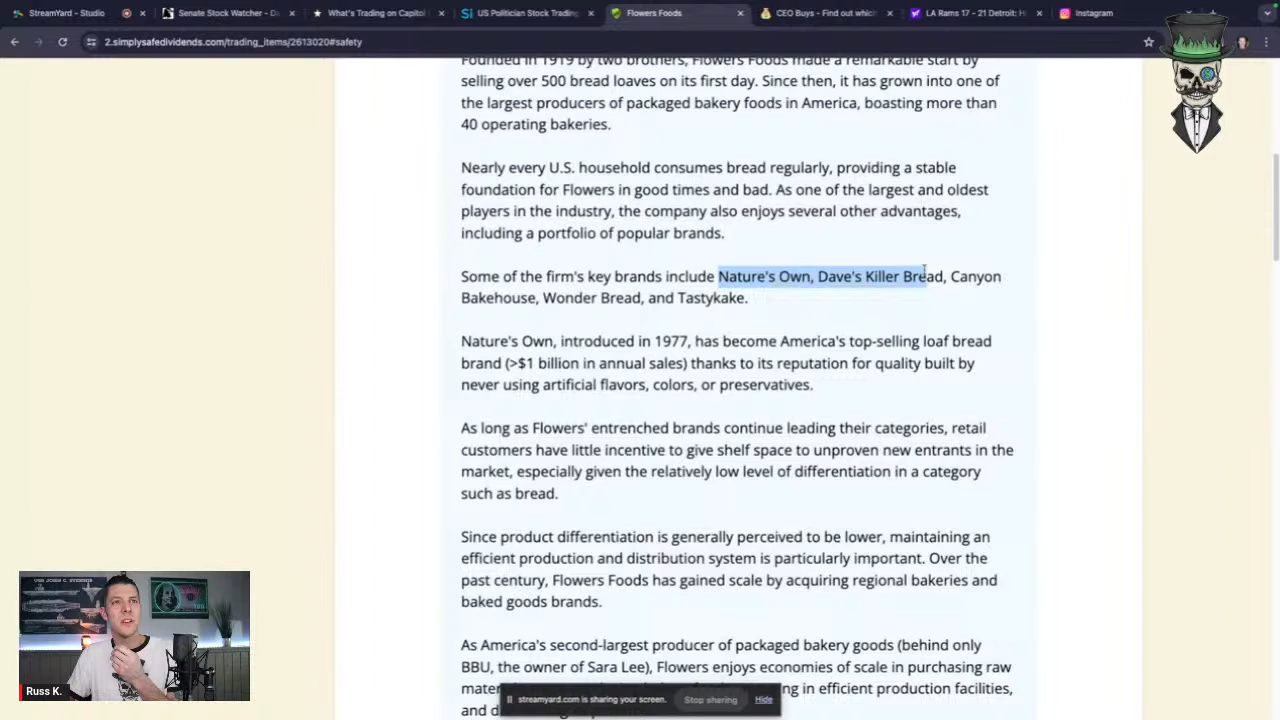 StreamYard - Studio
Senate Stock Watcher - Da
What's Trading on Capitol
US Politician Stock Trading
Flowers Foods
CEO Buys - Find out which
LA Rams 17 - 21 Detroit: H
Instagram
2.simplysafedividends.com/trading_items/2613020#safety
Founded in 1919 by two brothers, Flowers Foods made a remarkable start by
selling over 500 bread loaves on its first day. Since then, it has grown into one of
the largest producers of packaged bakery foods in America, boasting more than
40 operating bakeries.
Nearly every U.S. household consumes bread regularly, providing a stable
foundation for Flowers in good times and bad. As one of the largest and oldest
players in the industry, the company also enjoys several other advantages,
including a portfolio of popular brands.
Some of the firm's key brands include Nature's Own, Dave's Killer Bread, Canyon
Bakehouse, Wonder Bread, and Tastykake.
Nature's Own, introduced in 1977, has become America's top-selling loaf bread
brand (>$1 billion in annual sales) thanks to its reputation for quality built by
never using artificial flavors, colors, or preservatives.
As long as Flowers' entrenched brands continue leading their categories, retail
customers have little incentive to give shelf space to unproven new entrants in the
market, especially given the relatively low level of differentiation in a category
such as bread.
Since product differentiation is generally perceived to be lower, maintaining an
efficient production and distribution system is particularly important. Over the
past century, Flowers Foods has gained scale by acquiring regional bakeries and
baked goods brands.
As America's second-largest producer of packaged bakery goods (behind only
BBU, the owner of Sara Lee), Flowers enjoys economies of scale in purchasing raw
in efficient production facilities,
streamyard.com is sharing your screen.
Stop sharing
Hide
Russ K.